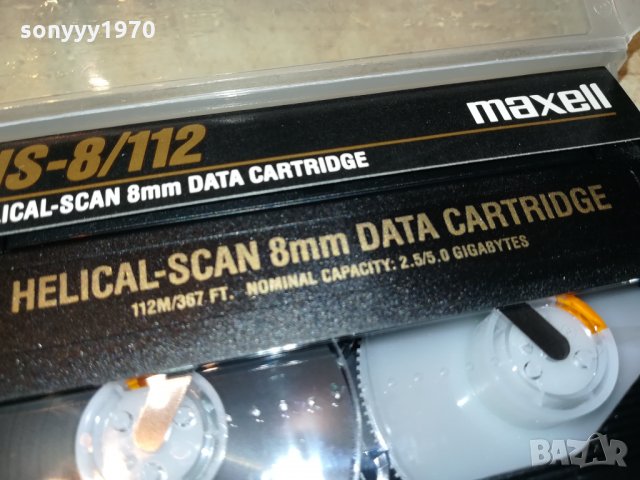 sonyyy1970
maxell
HS-8/112
HELICAL-SCAN 8mm DATA CARTRIDGE
HELICAL-SCAN 8mm DATA CARTRIDGE
112M/367 FT. NOMINAL CAPACITY: 2.5/5.0 GIGABYTES
BAZAR